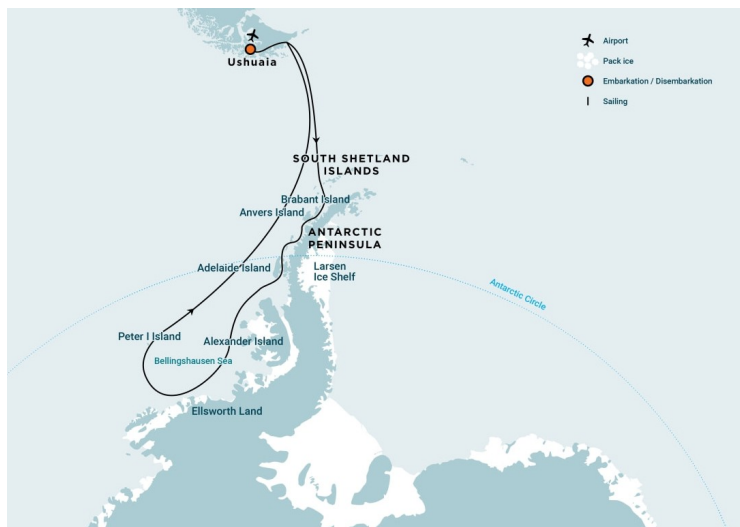 Ushuaia
Airport
Pack ice
Embarkation / Disembarkation
Sailing
SOUTH SHETLAND
ISLANDS
Brabant Island
Anvers Island
ANTARCTIC
PENINSULA
Adelaide Island
Larsen
Ice Shelf
Antarctic Circle
Peter I Island
Alexander Island
Bellingshausen Sea
Ellsworth Land